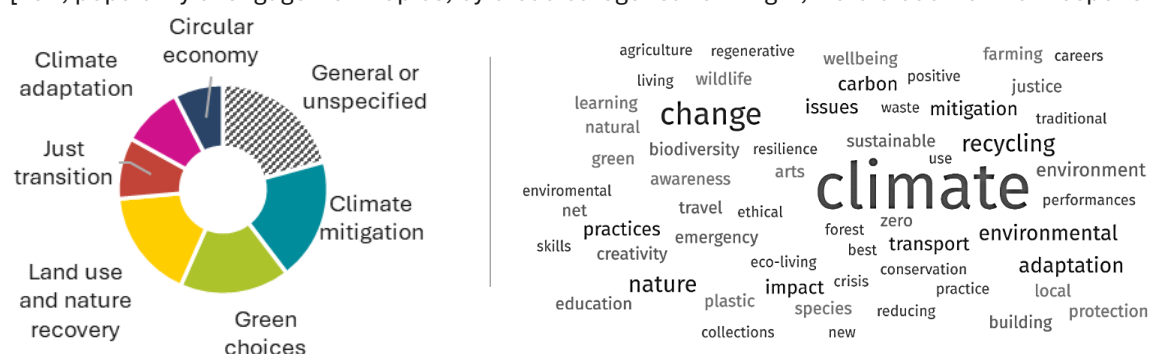 Circular
economy
Climate
adaptation
General or
unspecified
Just
transition
Climate
mitigation
Land use
and nature
recovery
Green
choices
agriculture regenerative wellbeing farming careers
living wildlife carbon positive justice
learning change issues waste mitigation traditional
natural
green biodiversity resilience sustainable recycling
awareness arts use climate environment
enviromental performances
net travel ethical zero
practices emergency forest transport environmental
skills creativity best
eco-living conservation adaptation
nature impact crisis practice local
education plastic species reducing building protection
collections new